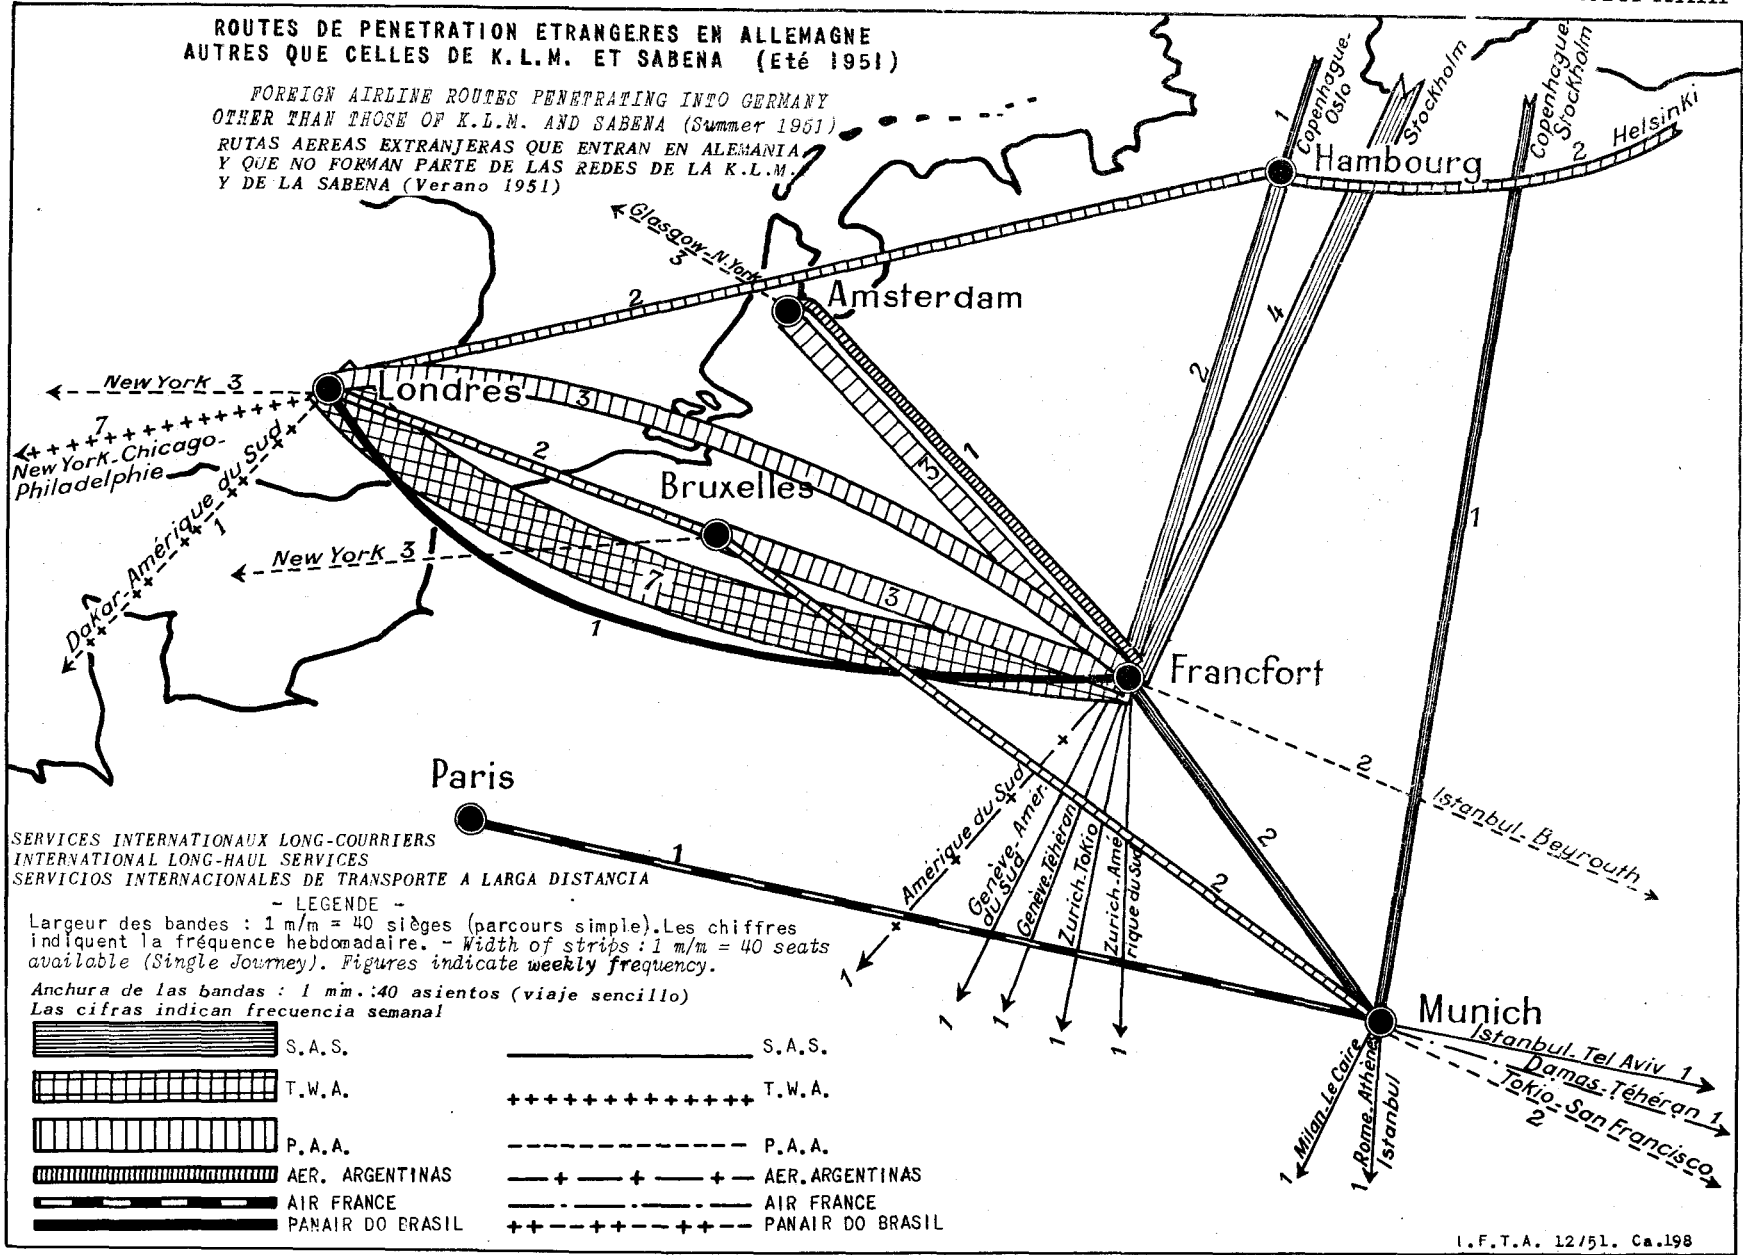 ROUTES DE PENETRATION ETRANGERES EN ALLEMAGNE
AUTRES QUE CELLES DE K.L.M. ET SABENA (Eté 1951)
FOREIGN AIRLINE ROUTES PENETRATING INTO GERMANY
OTHER THAN THOSE OF K.L.M. AND SABENA (Summer 1951)
RUTAS AEREAS EXTRANJERAS QUE ENTRAN EN ALEMANIA
Y QUE NO FORMAN PARTE DE LAS REDES DE LA K.L.M.
Y DE LA SABENA (Verano 1951)
1
Copenhague-
Oslo
Stockholm
Copenhague-
Stockholm
2
Helsinki
Hambourg
Glasgow-N.York
3
Amsterdam
2
4
2
New York 3
Londres
3
7
New York-Chicago-
Philadelphie
Dakar-Amérique du Sud
1
2
1
3
Bruxelles
1
New York 3
7
3
1
Francfort
2
Istanbul-Beyrouth
Paris
1
2
2
Amérique du Sud
1
Genève-Amér.
du Sud
1
Genève-Téhéran
1
Zurich-Tokio
1
Zurich-Amé
rique du Sud
1
Munich
Istanbul-Tel Aviv 1
Damas-Téhéran 1
Tokio-San Francisco
2
Milan-Le Caire
1
Rome-Athènes
Istanbul
1
SERVICES INTERNATIONAUX LONG-COURRIERS
INTERNATIONAL LONG-HAUL SERVICES
SERVICIOS INTERNACIONALES DE TRANSPORTE A LARGA DISTANCIA
- LEGENDE -
Largeur des bandes : 1 m/m = 40 sièges (parcours simple).Les chiffres
indiquent la fréquence hebdomadaire. - Width of strips : 1 m/m = 40 seats
available (Single Journey). Figures indicate weekly frequency.
Anchura de las bandas : 1 mm.:40 asientos (viaje sencillo)
Las cifras indican frecuencia semanal
S.A.S. S.A.S.
T.W.A. T.W.A.
P.A.A. P.A.A.
AER. ARGENTINAS AER.ARGENTINAS
AIR FRANCE AIR FRANCE
PANAIR DO BRASIL PANAIR DO BRASIL
I.F.T.A. 12/51. Ca.198